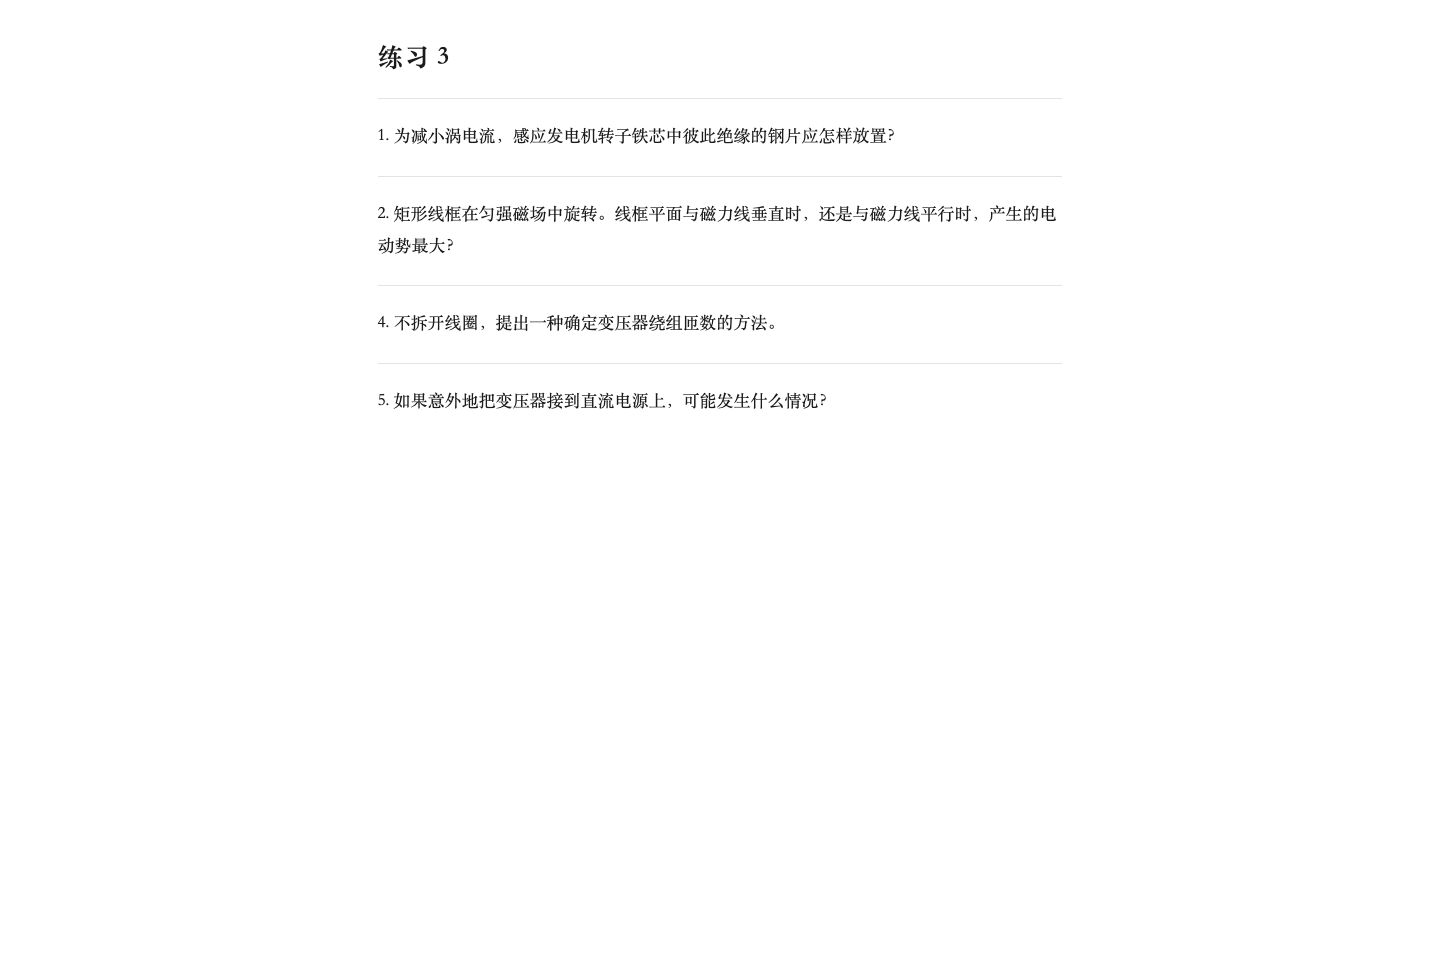 练习 3
1. 为减小涡电流，感应发电机转子铁芯中彼此绝缘的钢片应怎样放置？
2. 矩形线框在匀强磁场中旋转。线框平面与磁力线垂直时，还是与磁力线平行时，产生的电
动势最大？
4. 不拆开线圈，提出一种确定变压器绕组匝数的方法。
5. 如果意外地把变压器接到直流电源上，可能发生什么情况？